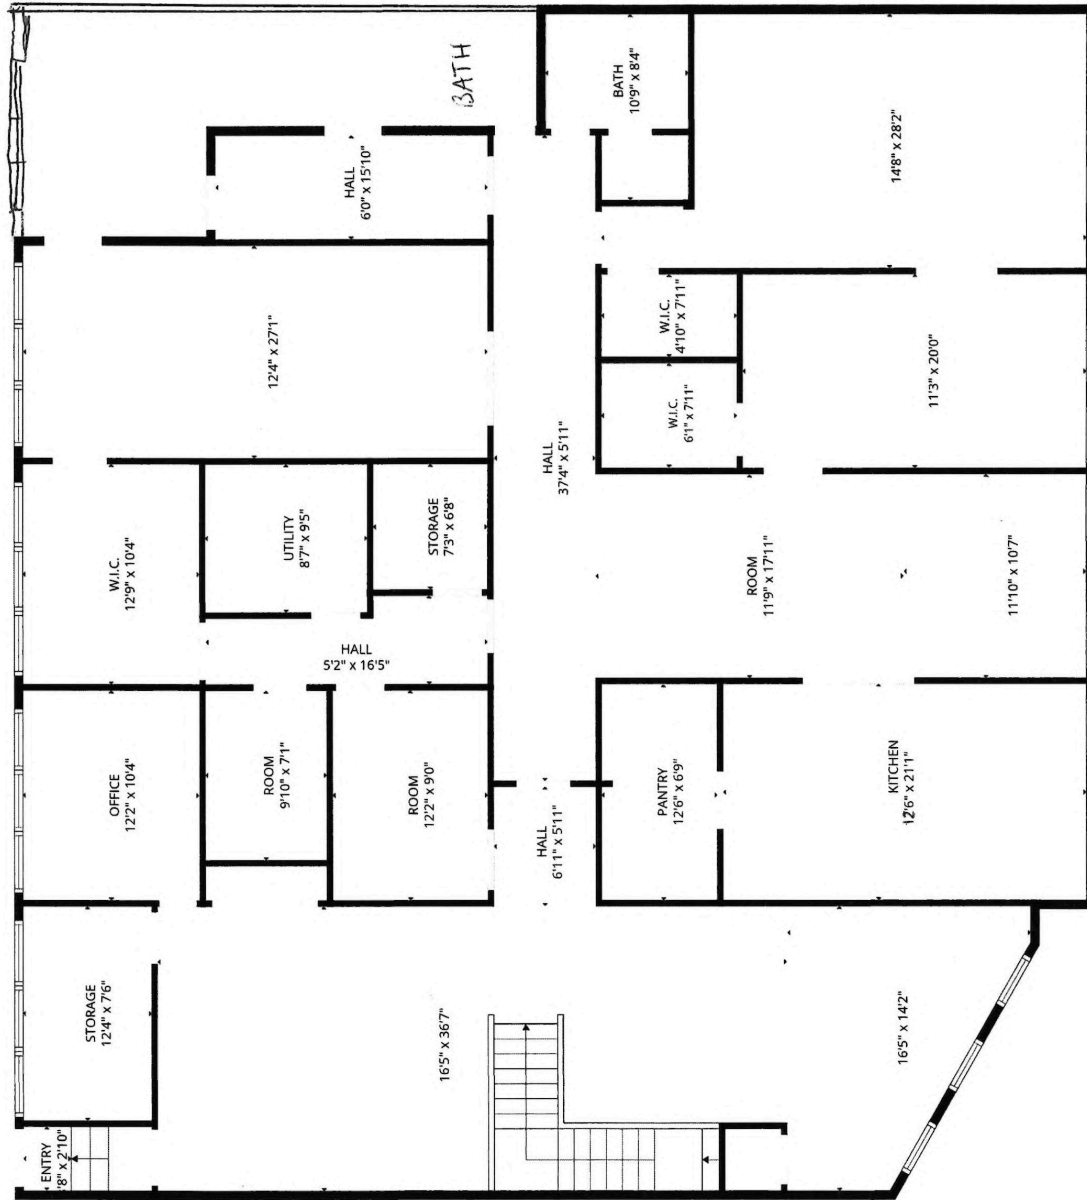 BATH
BATH
10'9" x 8'4"
14'8" x 28'2"
HALL
6'0" x 15'10"
12'4" x 27'1"
W.I.C.
4'10" x 7'11"
11'3" x 20'0"
W.I.C.
6'1" x 7'11"
HALL
37'4" x 5'11"
W.I.C.
12'9" x 10'4"
UTILITY
8'7" x 9'5"
STORAGE
7'3" x 6'8"
ROOM
11'9" x 17'11"
11'10" x 10'7"
HALL
5'2" x 16'5"
OFFICE
12'2" x 10'4"
ROOM
9'10" x 7'1"
ROOM
12'2" x 9'0"
HALL
6'11" x 5'11"
PANTRY
12'6" x 6'9"
KITCHEN
12'6" x 21'1"
STORAGE
12'4" x 7'6"
16'5" x 36'7"
16'5" x 14'2"
ENTRY
'8" x 2'10"